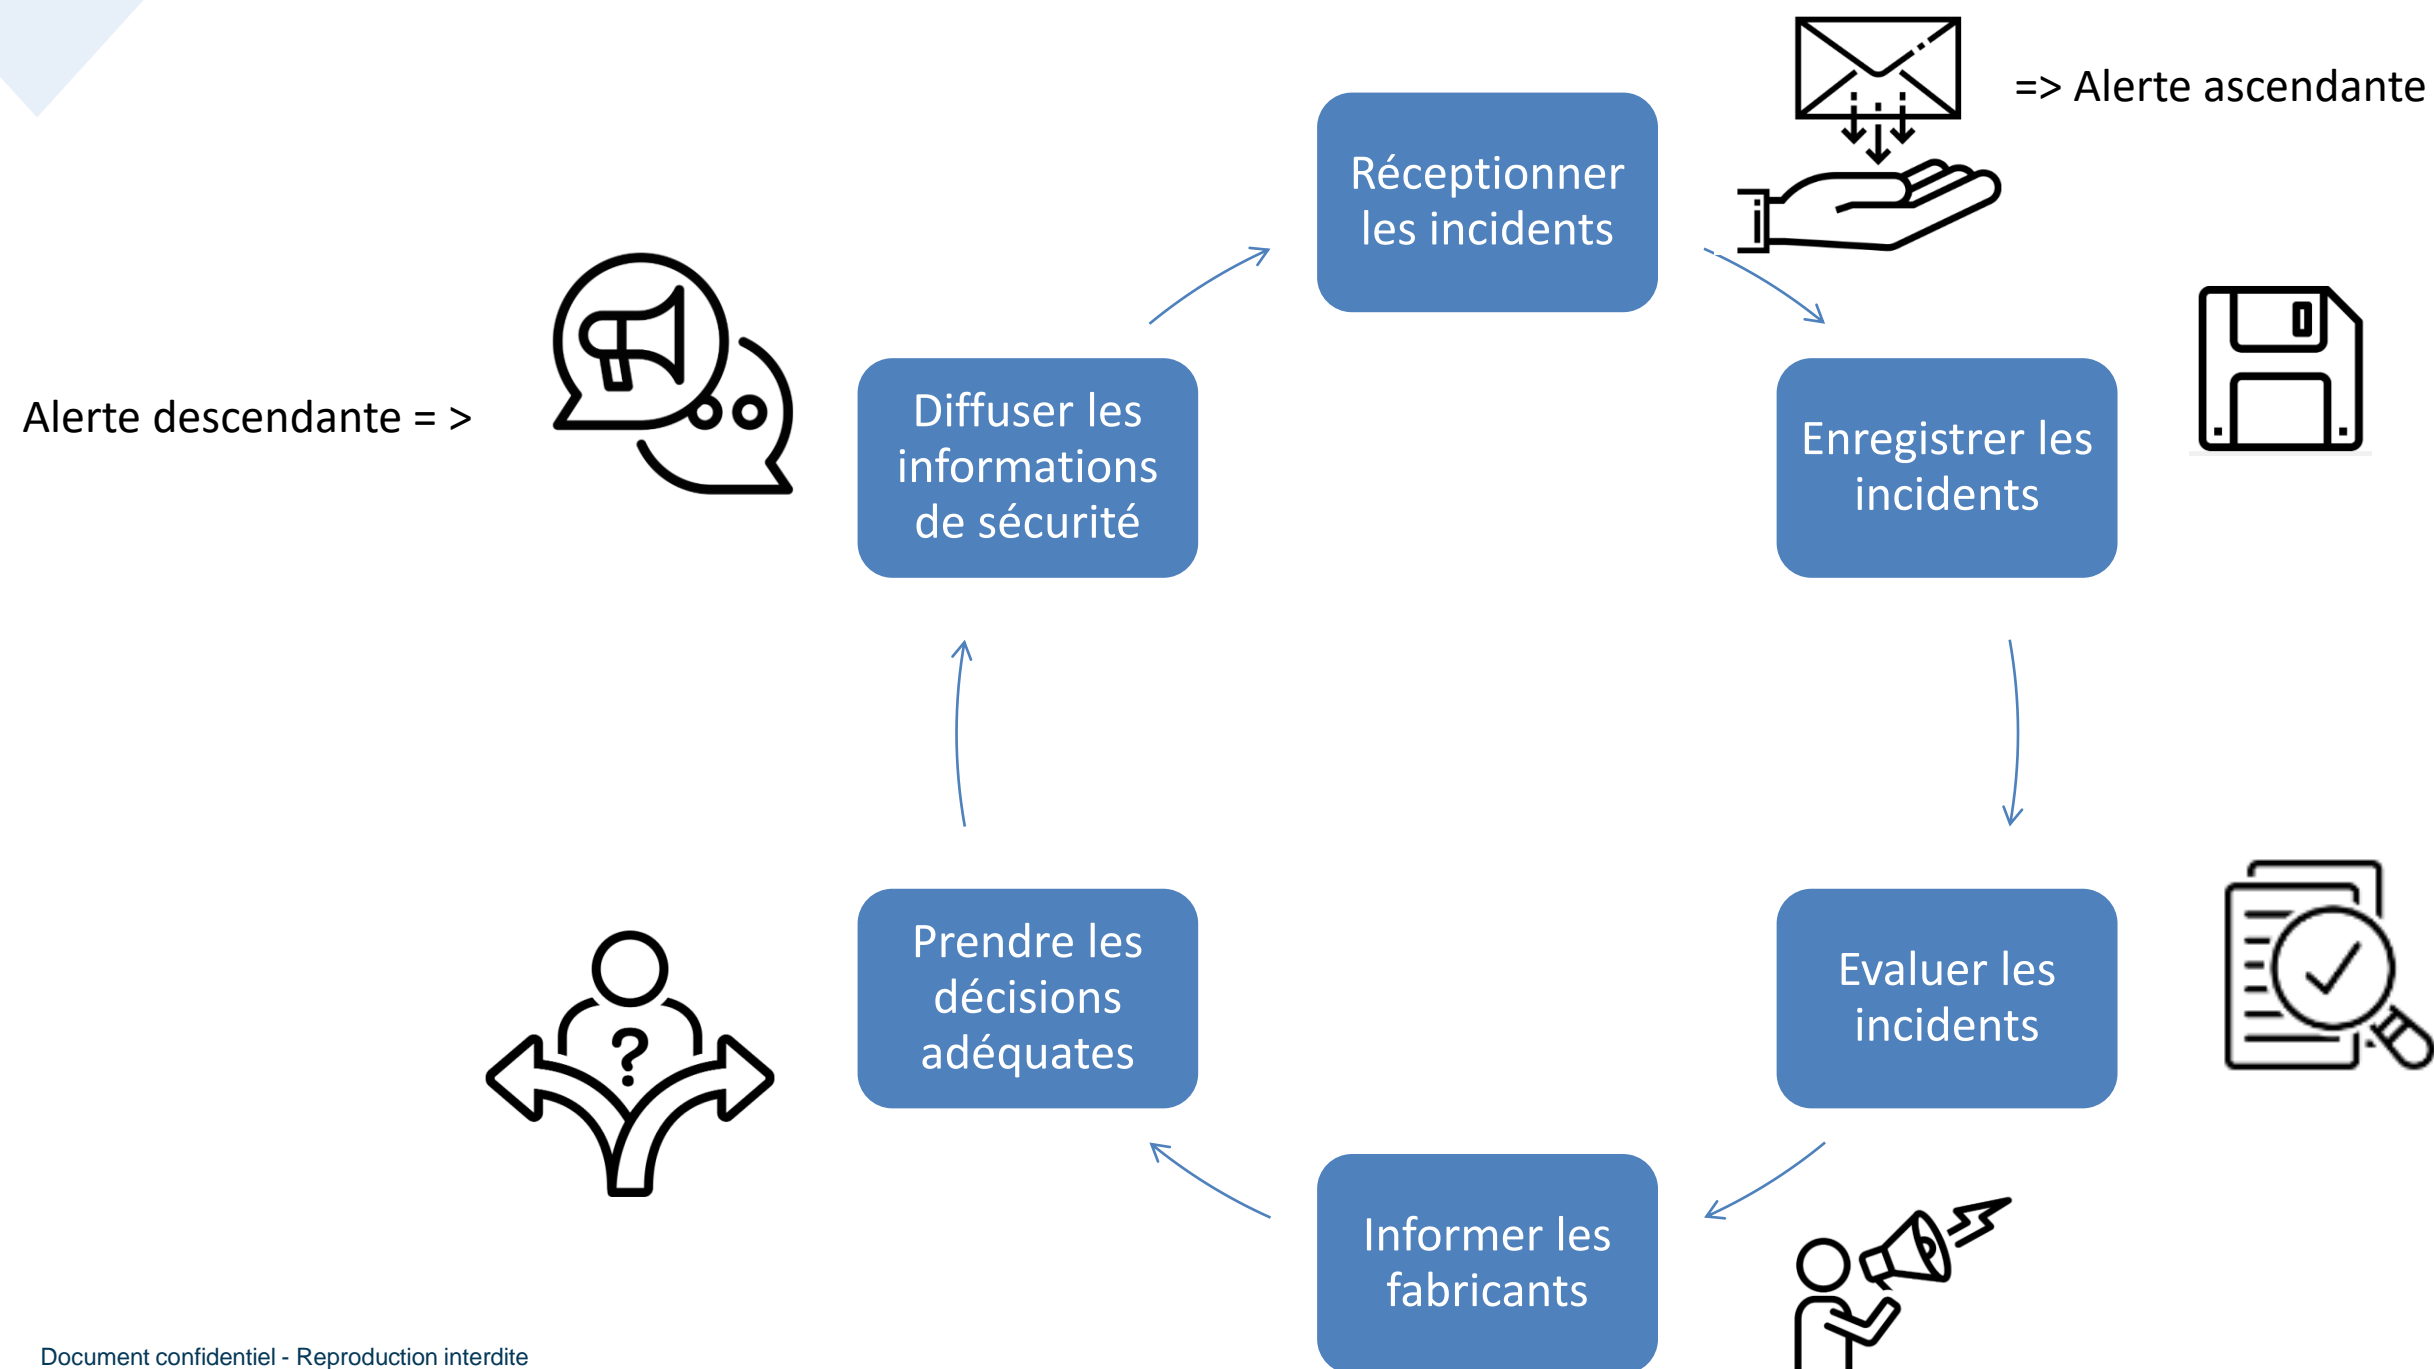 => Alerte ascendante
Réceptionner
les incidents
Enregistrer les
incidents
Evaluer les
incidents
Informer les
fabricants
Prendre les
décisions
adéquates
?
Diffuser les
informations
de sécurité
Alerte descendante = >
Document confidentiel - Reproduction interdite